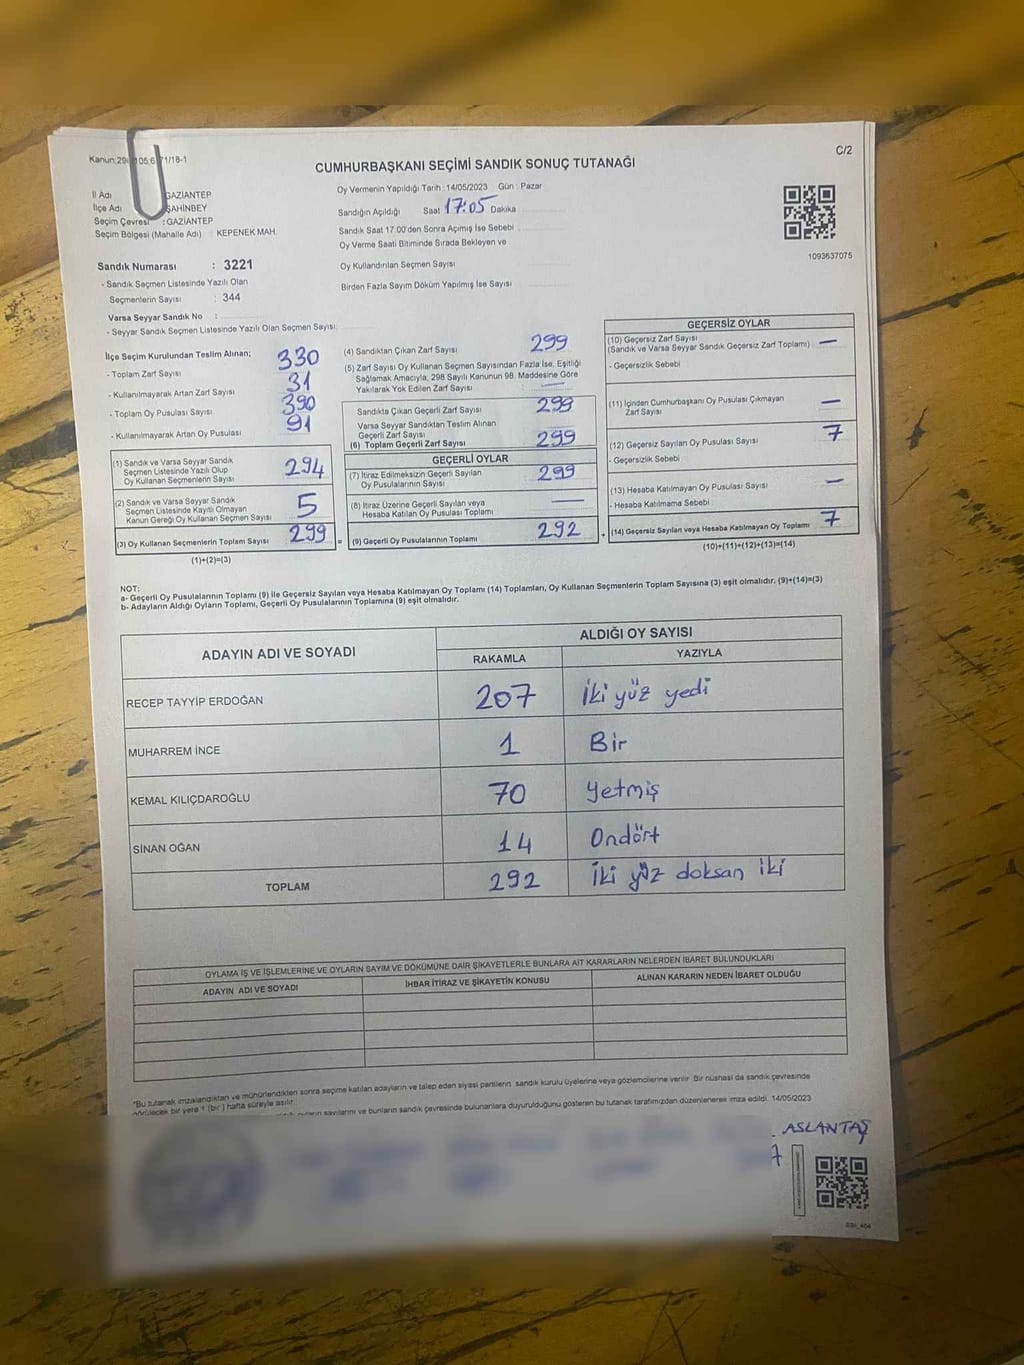 Kanun:298 105;6 71/18-1
C/2
CUMHURBAŞKANI SEÇİMİ SANDIK SONUÇ TUTANAĞI
İl Adı : GAZİANTEP
İlçe Adı ŞAHİNBEY
Seçim Çevresi : GAZİANTEP
Seçim Bölgesi (Mahalle Adı) : KEPENEK MAH.
Sandık Numarası : 3221
- Sandık Seçmen Listesinde Yazılı Olan
Seçmenlerin Sayısı : 344
Varsa Seyyar Sandık No :
- Seyyar Sandık Seçmen Listesinde Yazılı Olan Seçmen Sayısı:
Oy Vermenin Yapıldığı Tarih : 14/05/2023 Gün : Pazar
Sandığın Açıldığı Saat 17:05 Dakika
Sandık Saat 17:00'den Sonra Açımış İse Sebebi
Oy Verme Saati Bitiminde Sırada Bekleyen ve
Oy Kullandırılan Seçmen Sayısı
Birden Fazla Sayım Döküm Yapılmış İse Sayısı
1093637075
İlçe Seçim Kurulundan Teslim Alınan;
- Toplam Zarf Sayısı 330
- Kullanılmayarak Artan Zarf Sayısı 31
- Toplam Oy Pusulası Sayısı 390
- Kullanılmayarak Artan Oy Pusulası 91
(1) Sandık ve Varsa Seyyar Sandık
Seçmen Listesinde Yazılı Olup
Oy Kullanan Seçmenlerin Sayısı 294
(2) Sandık ve Varsa Seyyar Sandık
Seçmen Listesinde Kayıtlı Olmayan
Kanun Gereği Oy Kullanan Seçmen Sayısı 5
(3) Oy Kullanan Seçmenlerin Toplam Sayısı 299 =
(1)+(2)=(3)
(4) Sandıktan Çıkan Zarf Sayısı 299
(5) Zarf Sayısı Oy Kullanan Seçmen Sayısından Fazla İse, Eşitliği
Sağlamak Amacıyla, 298 Sayılı Kanunun 98. Maddesine Göre
Yakılarak Yok Edilen Zarf Sayısı —
Sandıkta Çıkan Geçerli Zarf Sayısı 299
Varsa Seyyar Sandıktan Teslim Alınan
Geçerli Zarf Sayısı
(6) Toplam Geçerli Zarf Sayısı 299
GEÇERLİ OYLAR
(7) İtiraz Edilmeksizin Geçerli Sayılan
Oy Pusulasının Sayısı 299
(8) İtiraz Üzerine Geçerli Sayılan veya
Hesaba Katılan Oy Pusulası Toplamı —
(9) Geçerli Oy Pusulalarının Toplamı 292 +
GEÇERSİZ OYLAR
(10) Geçersiz Zarf Sayısı
(Sandık ve Varsa Seyyar Sandık Geçersiz Zarf Toplamı) —
- Geçersizlik Sebebi
(11) İçinden Cumhurbaşkanı Oy Pusulası Çıkmayan
Zarf Sayısı —
(12) Geçersiz Sayılan Oy Pusulası Sayısı 7
- Geçersizlik Sebebi
(13) Hesaba Katılmayan Oy Pusulası Sayısı —
- Hesaba Katılmama Sebebi
(14) Geçersiz Sayılan veya Hesaba Katılmayan Oy Toplamı 7
(10)+(11)+(12)+(13)=(14)
NOT:
a- Geçerli Oy Pusulalarının Toplamı (9) ile Geçersiz Sayılan veya Hesaba Katılmayan Oy Toplamı (14) Toplamları, Oy Kullanan Seçmenlerin Toplam Sayısına (3) eşit olmalıdır. (9)+(14)=(3)
b- Adayların Aldığı Oyların Toplamı, Geçerli Oy Pusulalarının Toplamına (9) eşit olmalıdır.
ADAYIN ADI VE SOYADI
ALDIĞI OY SAYISI
RAKAMLA YAZIYLA
RECEP TAYYİP ERDOĞAN 207 İki yüz yedi
MUHARREM İNCE 1 Bir
KEMAL KILIÇDAROĞLU 70 Yetmiş
SİNAN OĞAN 14 Ondört
TOPLAM 292 İki yüz doksan iki
OYLAMA İŞ VE İŞLEMLERİNE VE OYLARIN SAYIM VE DÖKÜMÜNE DAİR ŞİKAYETLERLE BUNLARA AİT KARARLARIN NELERDEN İBARET BULUNDUKLARI
ADAYIN ADI VE SOYADI İHBAR İTİRAZ VE ŞİKAYETİN KONUSU ALINAN KARARIN NEDEN İBARET OLDUĞU
*Bu tutanak imzalandıktan ve mühürlendikten sonra seçime katılan adayların ve talep eden siyasi partilerin sandık kurulu üyelerine veya gözlemcilerine verilir. Bir nüshası da sandık çevresinde
görülecek bir yere 1 (bir) hafta süreyle asılır.
sayılarını ve bunların sandık çevresinde bulunanlara duyurulduğunu gösteren bu tutanak tarafımızdan düzenlenerek imza edildi. 14/05/2023
ASLANTAŞ